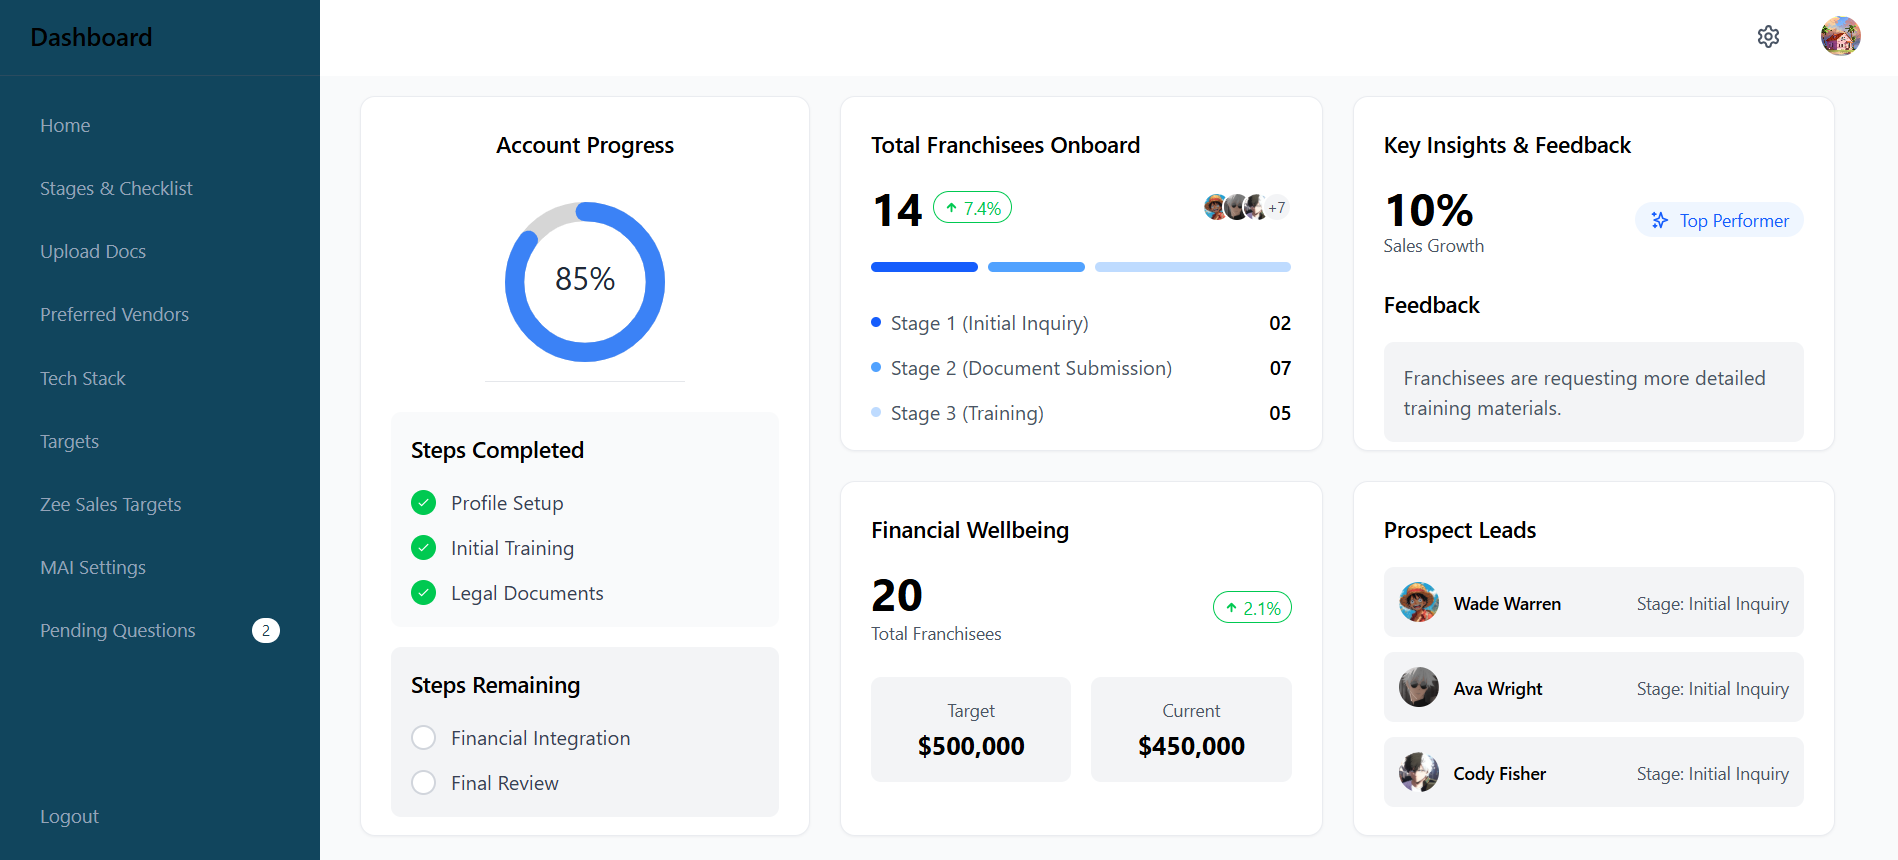 Dashboard
Home
Stages & Checklist
Upload Docs
Preferred Vendors
Tech Stack
Targets
Zee Sales Targets
MAI Settings
Pending Questions 2
Logout
Account Progress
85%
Steps Completed
Profile Setup
Initial Training
Legal Documents
Steps Remaining
Financial Integration
Final Review
Total Franchisees Onboard
14 7.4% +7
Stage 1 (Initial Inquiry) 02
Stage 2 (Document Submission) 07
Stage 3 (Training) 05
Key Insights & Feedback
10%
Sales Growth
Top Performer
Feedback
Franchisees are requesting more detailed
training materials.
Financial Wellbeing
20
Total Franchisees
2.1%
Target
$500,000
Current
$450,000
Prospect Leads
Wade Warren Stage: Initial Inquiry
Ava Wright Stage: Initial Inquiry
Cody Fisher Stage: Initial Inquiry